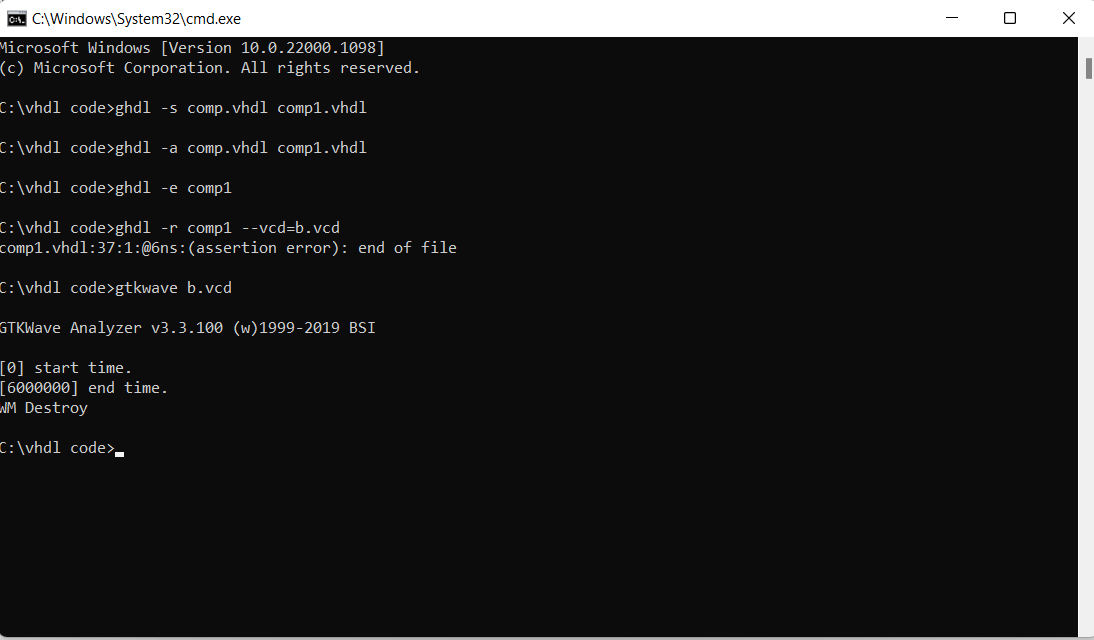 C:\Windows\System32\cmd.exe
Microsoft Windows [Version 10.0.22000.1098]
(c) Microsoft Corporation. All rights reserved.
C:\vhdl code>ghdl -s comp.vhdl comp1.vhdl
C:\vhdl code>ghdl -a comp.vhdl comp1.vhdl
C:\vhdl code>ghdl -e comp1
C:\vhdl code>ghdl -r comp1 --vcd=b.vcd
comp1.vhdl:37:1:@6ns:(assertion error): end of file
C:\vhdl code>gtkwave b.vcd
GTKWave Analyzer v3.3.100 (w)1999-2019 BSI
[0] start time.
[6000000] end time.
WM Destroy
C:\vhdl code>